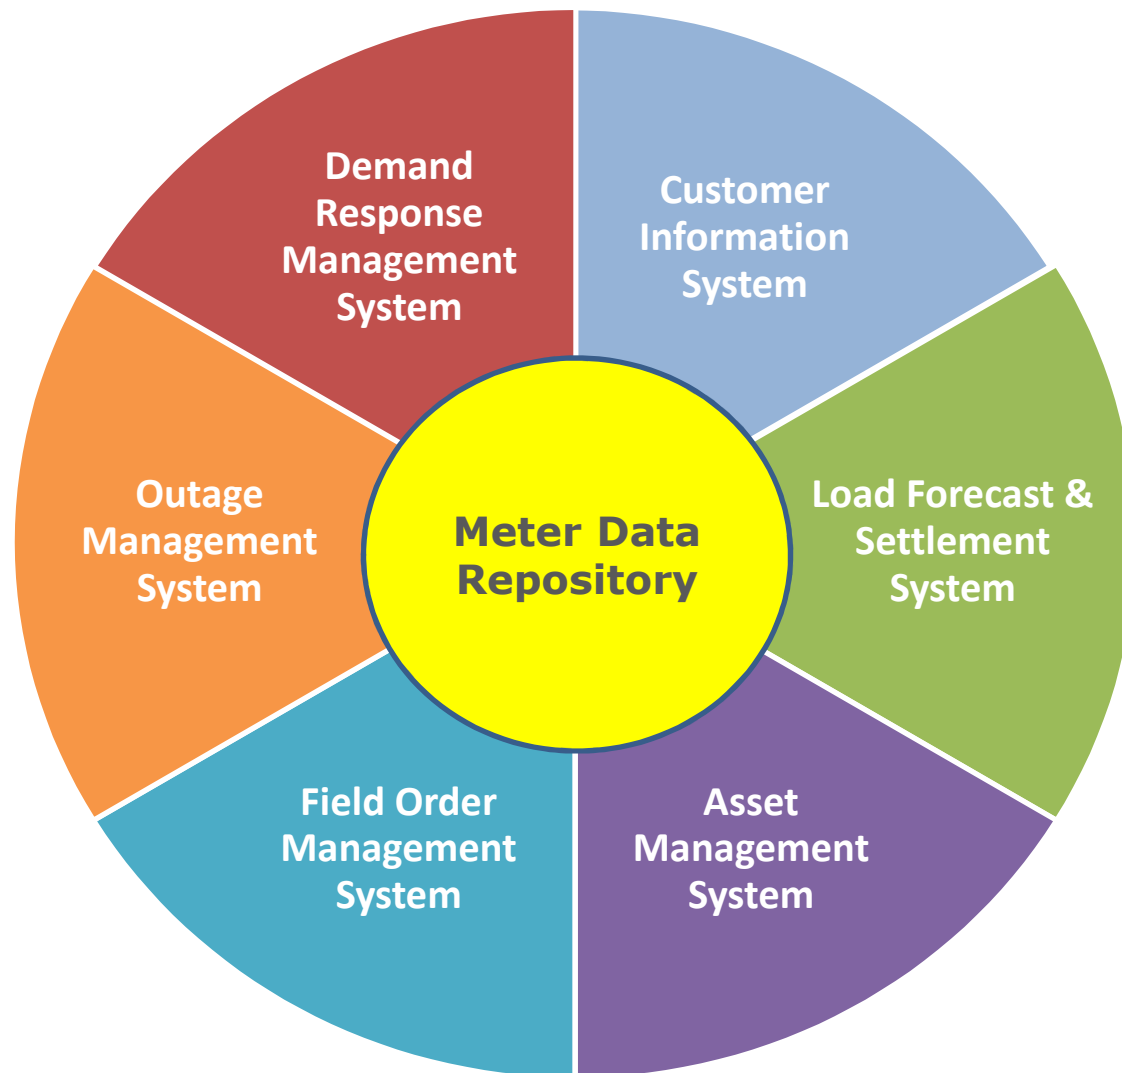 Demand
Response
Management
System
Customer
Information
System
Outage
Management
System
Meter Data
Repository
Load Forecast &
Settlement
System
Field Order
Management
System
Asset
Management
System